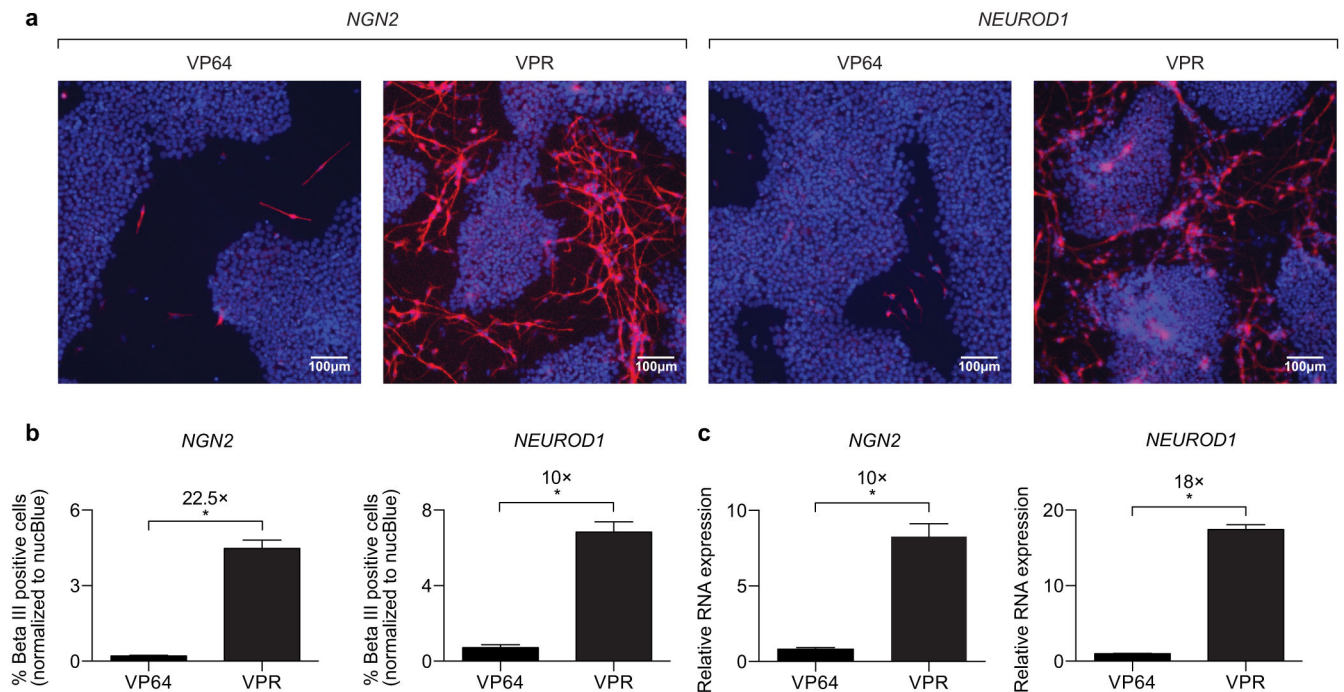 a
NGN2
NEUROD1
VP64
VPR
VP64
VPR
100μm
100μm
100μm
100μm
b
NGN2
% Beta III positive cells
(normalized to nucBlue)
6
3
0
22.5×
*
VP64
VPR
NEUROD1
% Beta III positive cells
(normalized to nucBlue)
8
4
0
10×
*
VP64
VPR
c
NGN2
Relative RNA expression
10
5
0
10×
*
VP64
VPR
NEUROD1
Relative RNA expression
20
10
0
18×
*
VP64
VPR